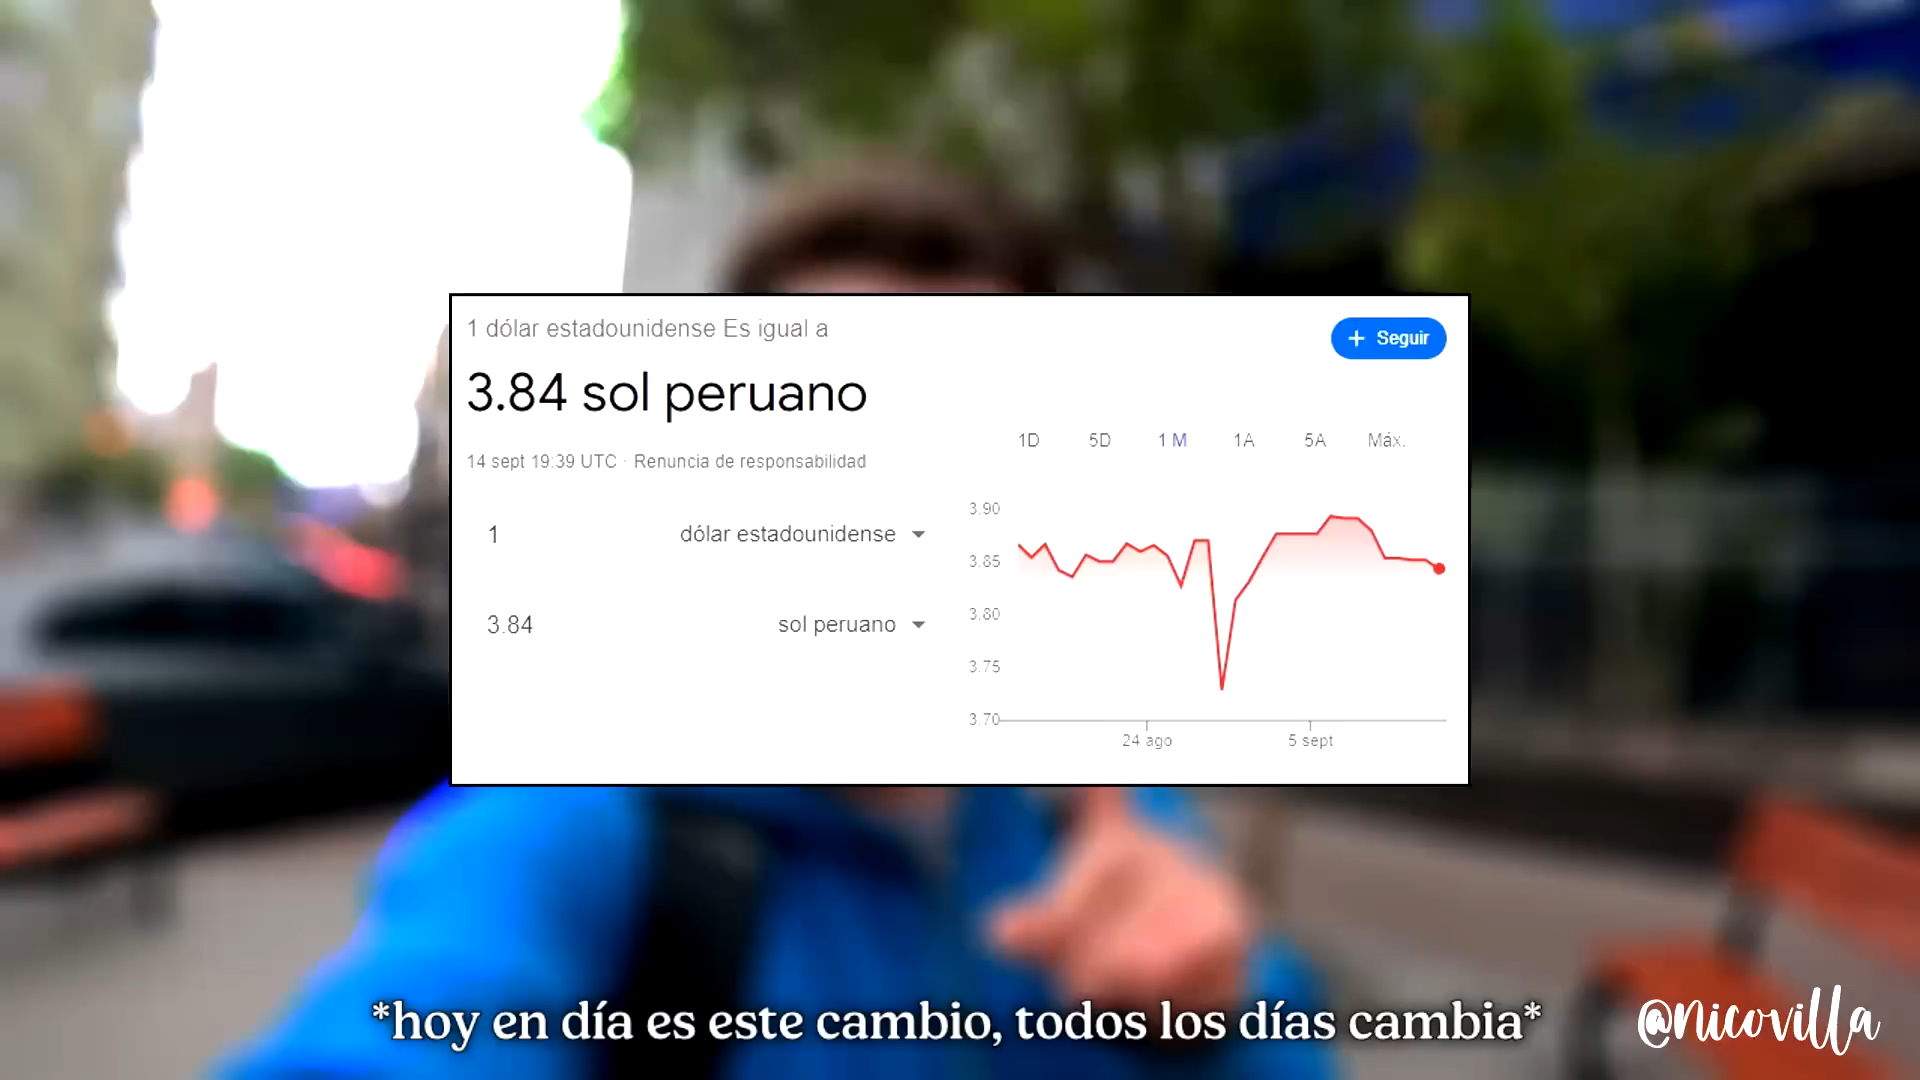 1 dólar estadounidense Es igual a
+ Seguir
3.84 sol peruano
14 sept 19:39 UTC · Renuncia de responsabilidad
1D 5D 1 M 1A 5A Máx.
1 dólar estadounidense
3.84 sol peruano
3.90
3.85
3.80
3.75
3.70
24 ago 5 sept
*hoy en día es este cambio, todos los días cambia*
@nicovilla